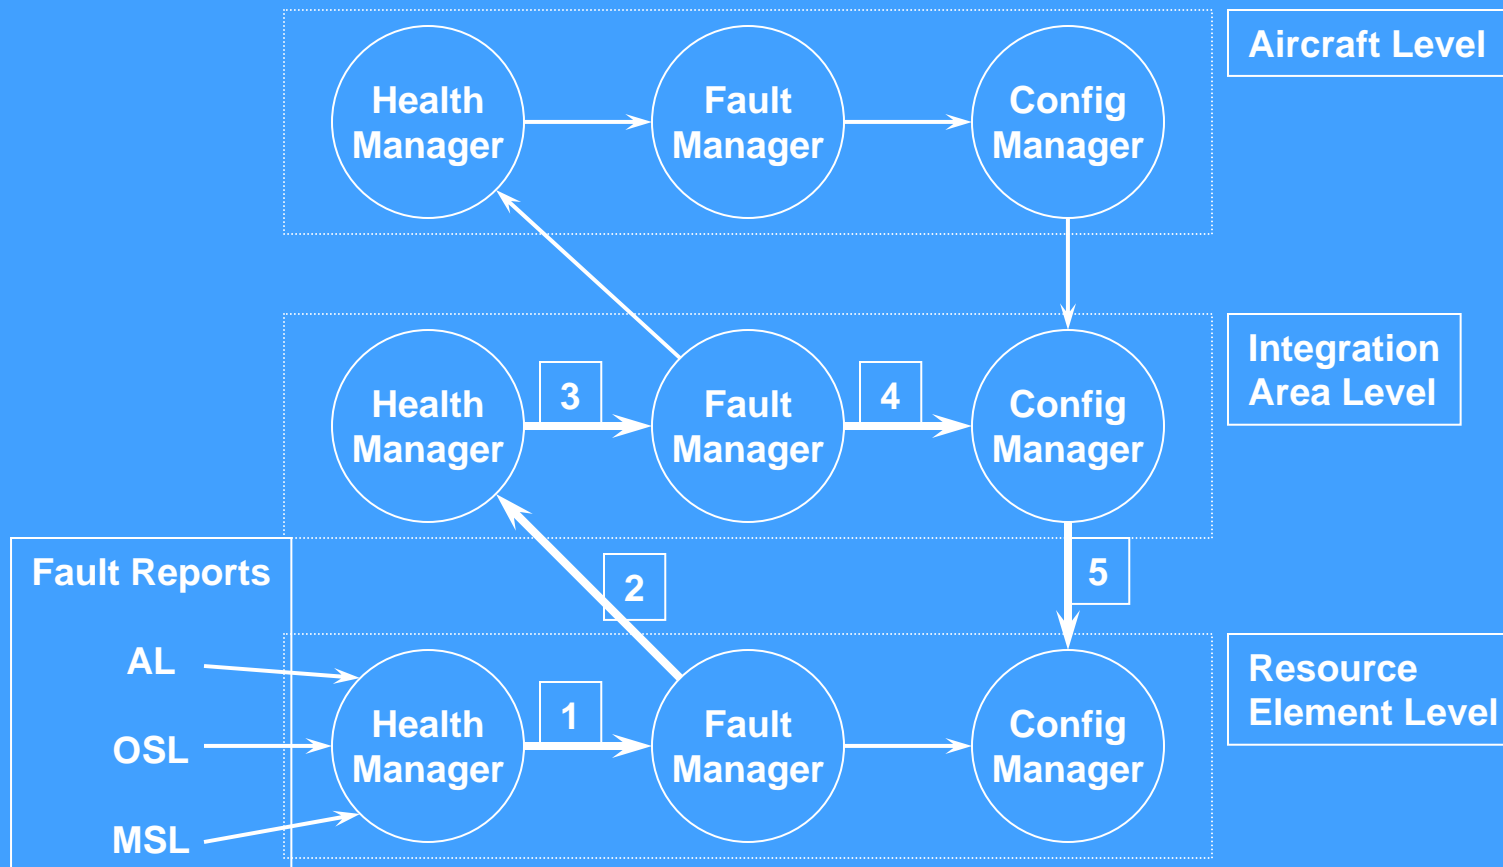 Health
Manager
Fault
Manager
Config
Manager
Aircraft Level
Health
Manager
3
Fault
Manager
4
Config
Manager
Integration
Area Level
Fault Reports
AL
OSL
MSL
2
5
Health
Manager
1
Fault
Manager
Config
Manager
Resource
Element Level